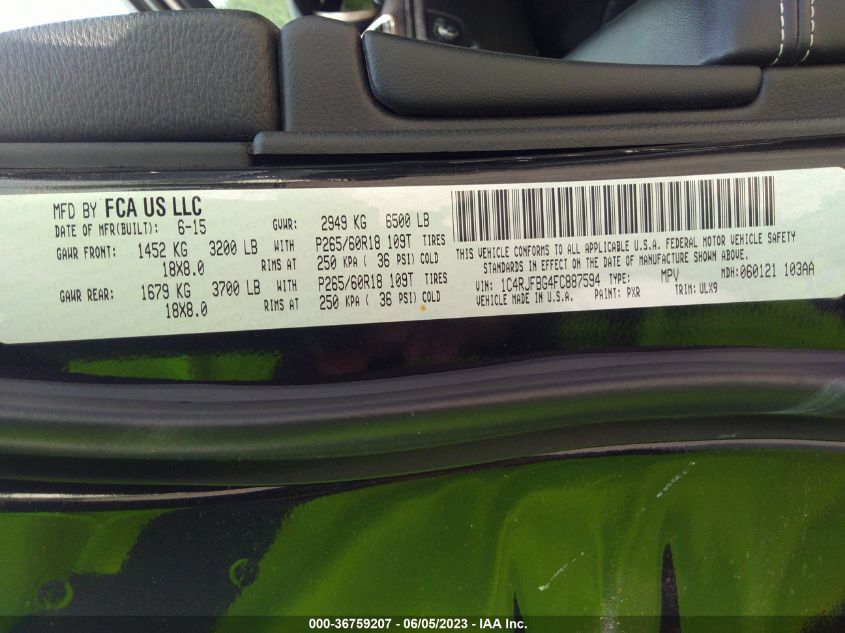 MFD BY FCA US LLC
DATE OF MFR(BUILT): 6-15 GVWR: 2949 KG 6500 LB
GAWR FRONT: 1452 KG 3200 LB WITH P265/60R18 109T TIRES
18X8.0 RIMS AT 250 KPA ( 36 PSI) COLD
GAWR REAR: 1679 KG 3700 LB WITH P265/60R18 109T TIRES
18X8.0 RIMS AT 250 KPA ( 36 PSI) COLD
THIS VEHICLE CONFORMS TO ALL APPLICABLE U.S.A. FEDERAL MOTOR VEHICLE SAFETY
STANDARDS IN EFFECT ON THE DATE OF MANUFACTURE SHOWN ABOVE.
VIN: 1C4RJFBG4FC887594 TYPE: MPV MDH: 060121 103AA
VEHICLE MADE IN U.S.A. PAINT: PXR TRIM: ULX9
000-36759207 - 06/05/2023 - IAA Inc.